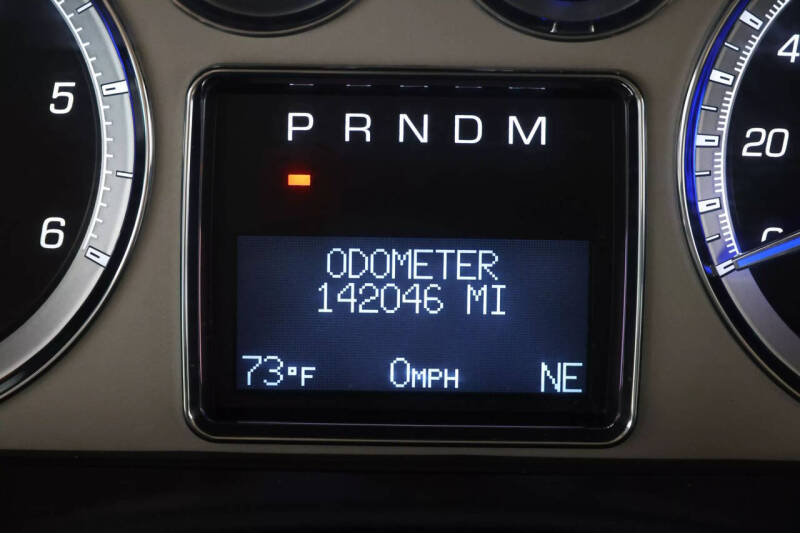 5
6
P R N D M
ODOMETER
142046 MI
73°F 0MPH NE
4
20